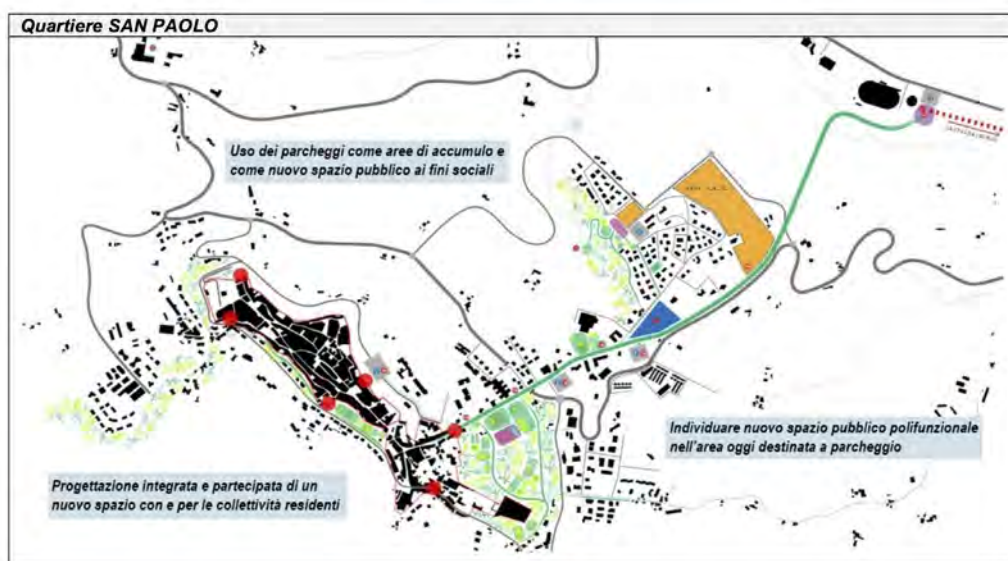 Quartiere SAN PAOLO
Uso dei parcheggi come aree di accumulo e
come nuovo spazio pubblico ai fini sociali
Individuare nuovo spazio pubblico polifunzionale
nell'area oggi destinata a parcheggio
Progettazione integrata e partecipata di un
nuovo spazio con e per le collettività residenti